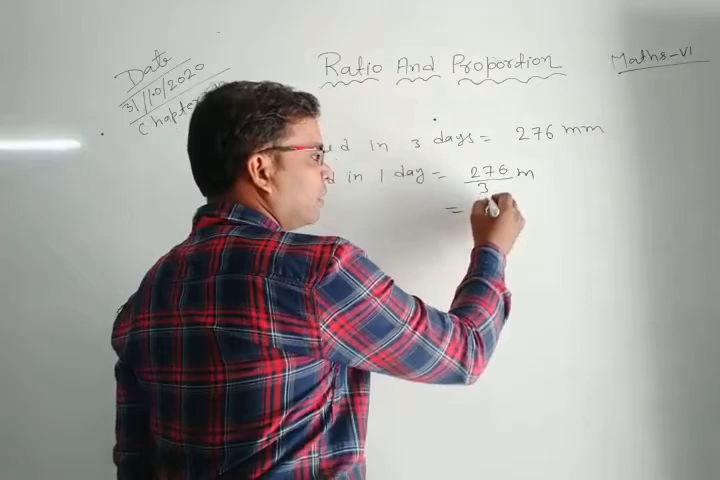 Date
31/10/2020
Chapter
Ratio And Proportion
Maths-VI
in 3 days = 276 mm
in 1 day = 276/3 m
=